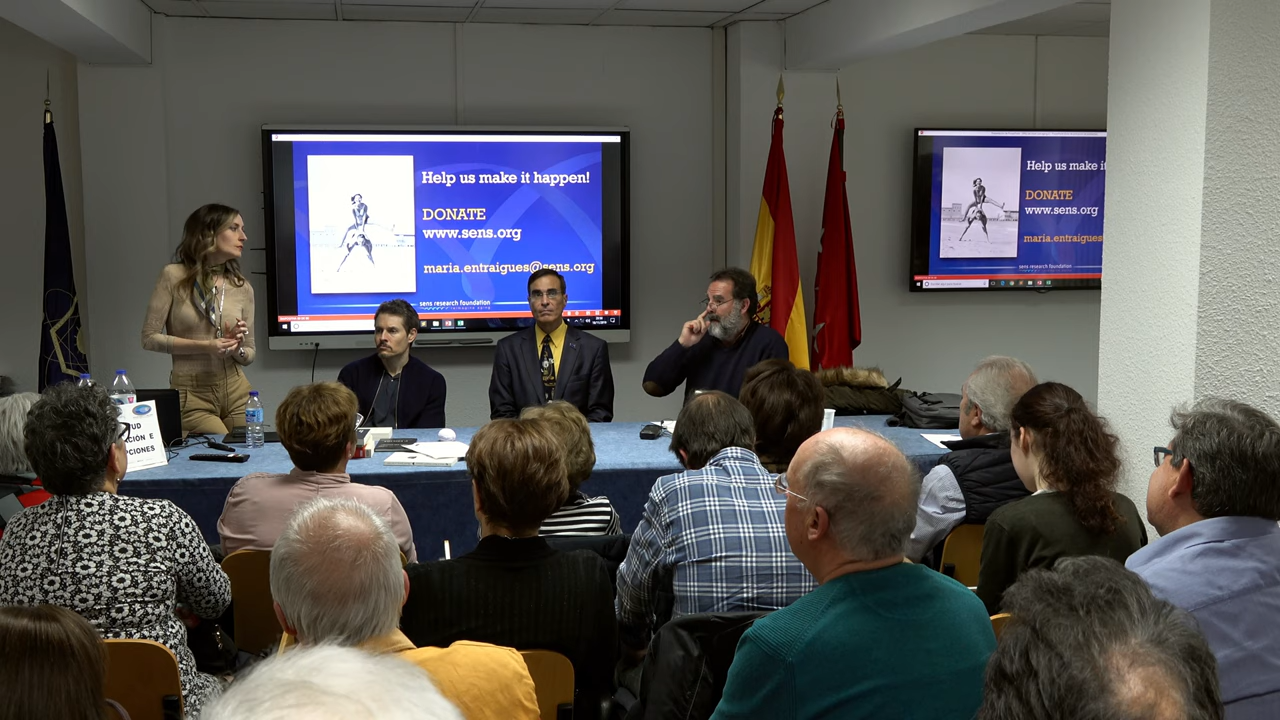 Help us make it happen!
DONATE
www.sens.org
maria.entraigues@sens.org
sens research foundation
Help us make it
DONATE
www.sens.org
maria.entraigues
sens research foundation